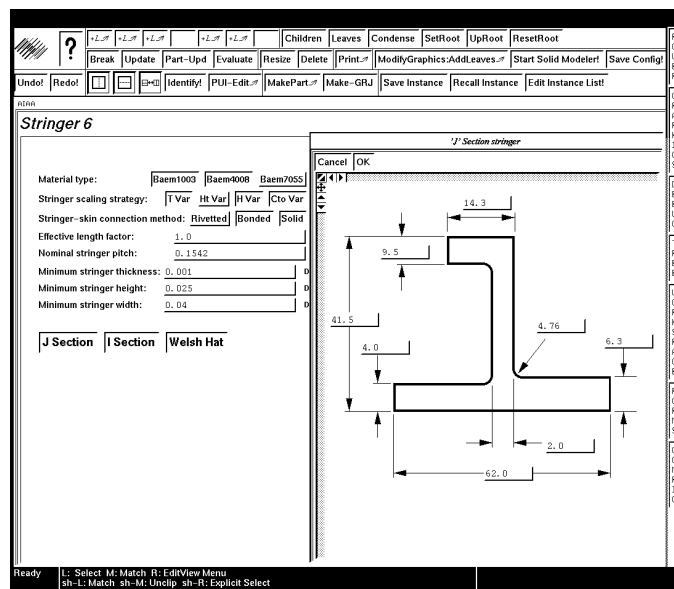 ?
+L +L +L +L +L Children Leaves Condense SetRoot UpRoot ResetRoot
Break Update Part-Upd Evaluate Resize Delete Print ModifyGraphics:AddLeaves Start Solid Modeler! Save Config!
Undo! Redo! Identify! PUI-Edit MakePart Make-GRJ Save Instance Recall Instance Edit Instance List!
AIAA
Stringer 6
'J' Section stringer
Cancel OK
Material type: Baem1003 Baem4008 Baem7055
Stringer scaling strategy: T Var Ht Var H Var Cto Var
Stringer-skin connection method: Rivetted Bonded Solid
Effective length factor: 1.0
Nominal stringer pitch: 0.1542
Minimum stringer thickness: 0.001 D
Minimum stringer height: 0.025
Minimum stringer width: 0.04 D
J Section I Section Welsh Hat
14.3
9.5
41.5
4.76
4.0
6.3
2.0
62.0
Ready L: Select M: Match R: EditView Menu
sh-L: Match sh-M: Unclip sh-R: Explicit Select